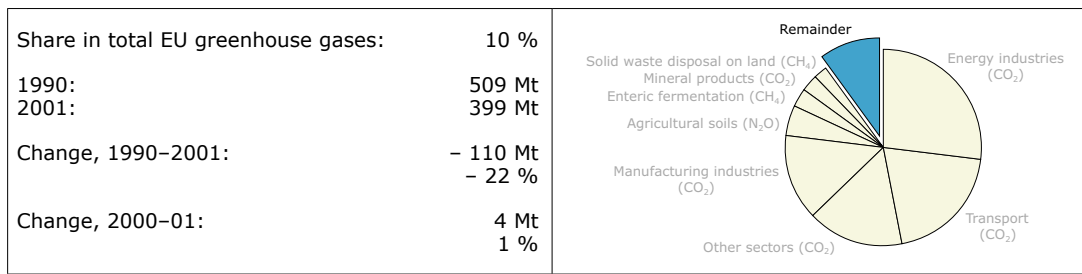 Share in total EU greenhouse gases: 10 %
1990: 509 Mt
2001: 399 Mt
Change, 1990–2001: – 110 Mt
– 22 %
Change, 2000–01: 4 Mt
1 %
Remainder
Energy industries
(CO₂)
Transport
(CO₂)
Other sectors (CO₂)
Manufacturing industries
(CO₂)
Agricultural soils (N₂O)
Enteric fermentation (CH₄)
Mineral products (CO₂)
Solid waste disposal on land (CH₄)